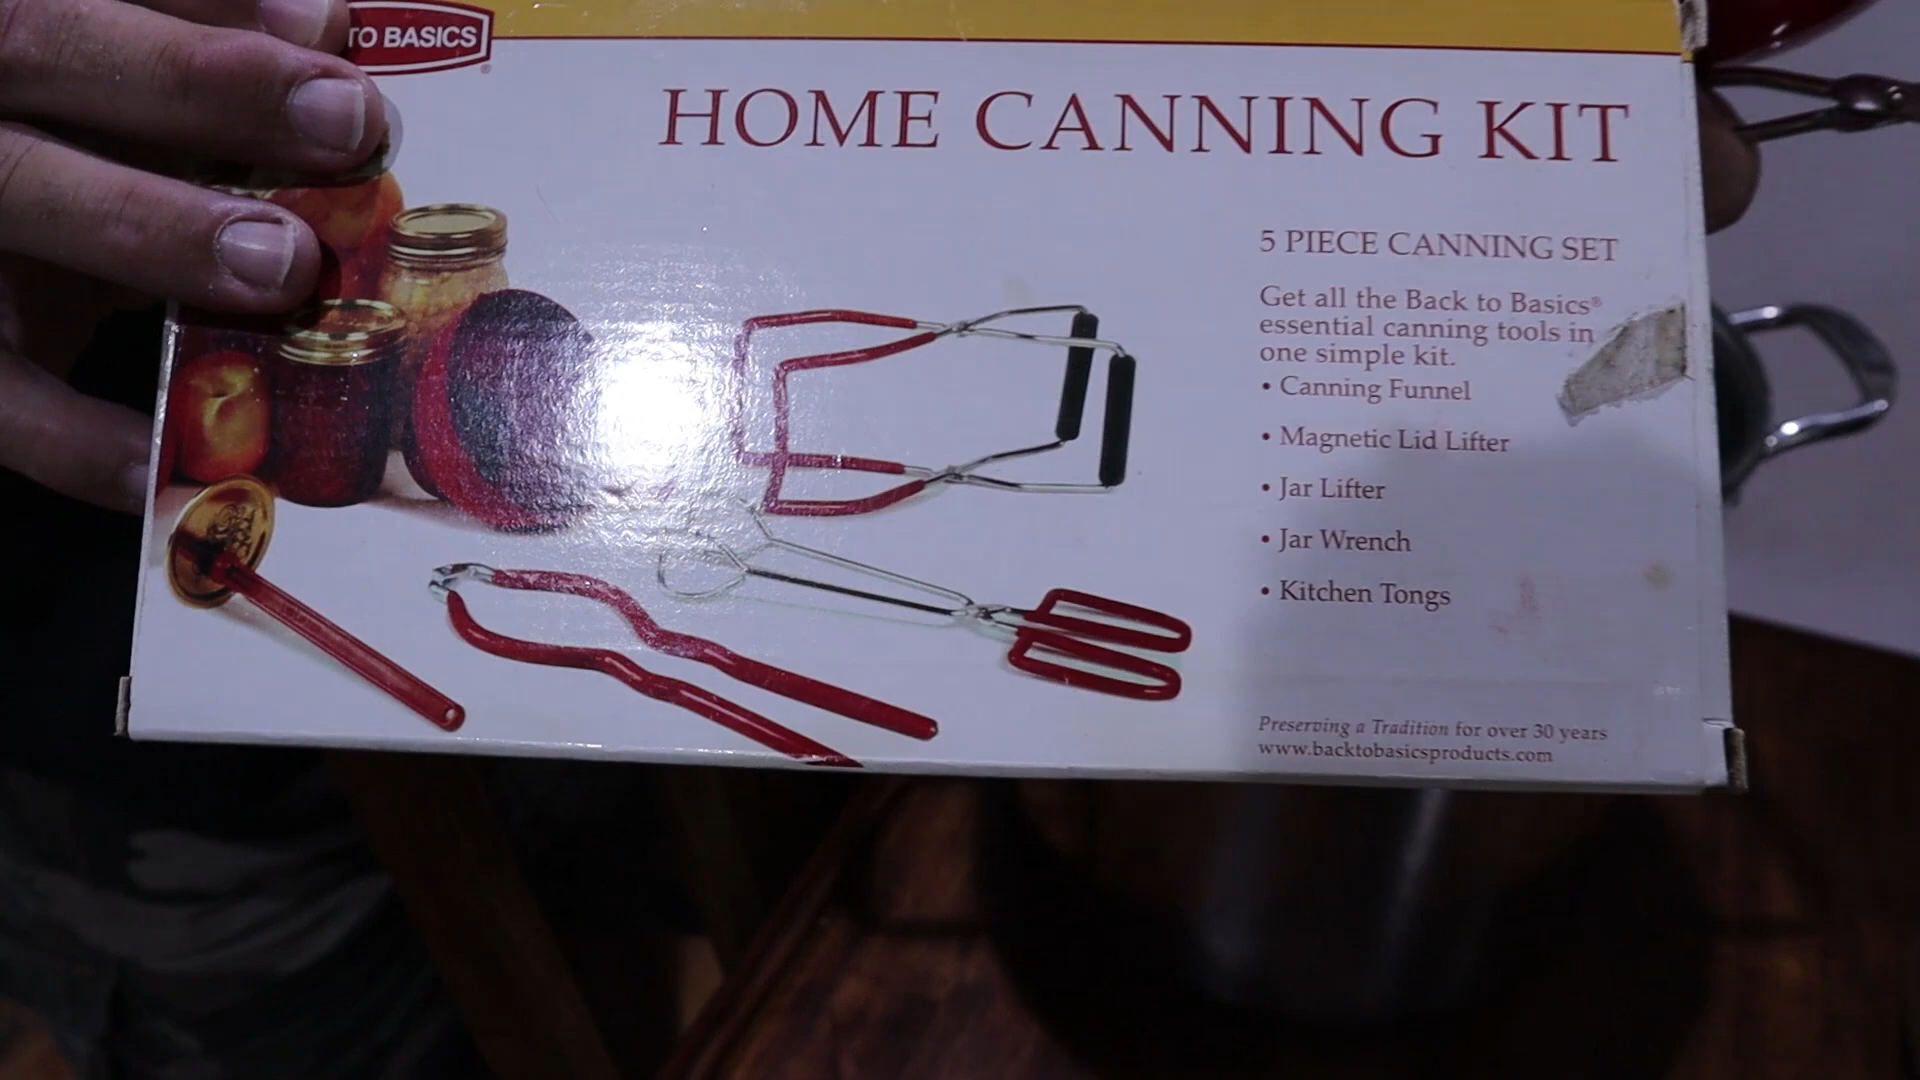 TO BASICS®
HOME CANNING KIT
5 PIECE CANNING SET
Get all the Back to Basics®
essential canning tools in
one simple kit.
• Canning Funnel
• Magnetic Lid Lifter
• Jar Lifter
• Jar Wrench
• Kitchen Tongs
Preserving a Tradition for over 30 years
www.backtobasicsproducts.com